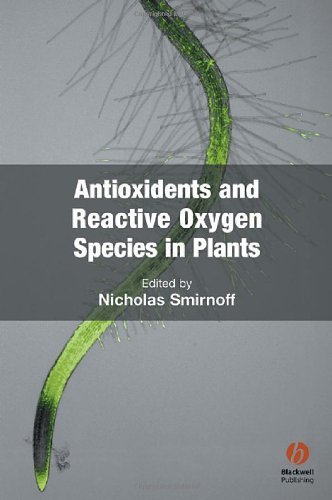 Antioxidents and
Reactive Oxygen
Species in Plants
Edited by
Nicholas Smirnoff
Blackwell
Publishing